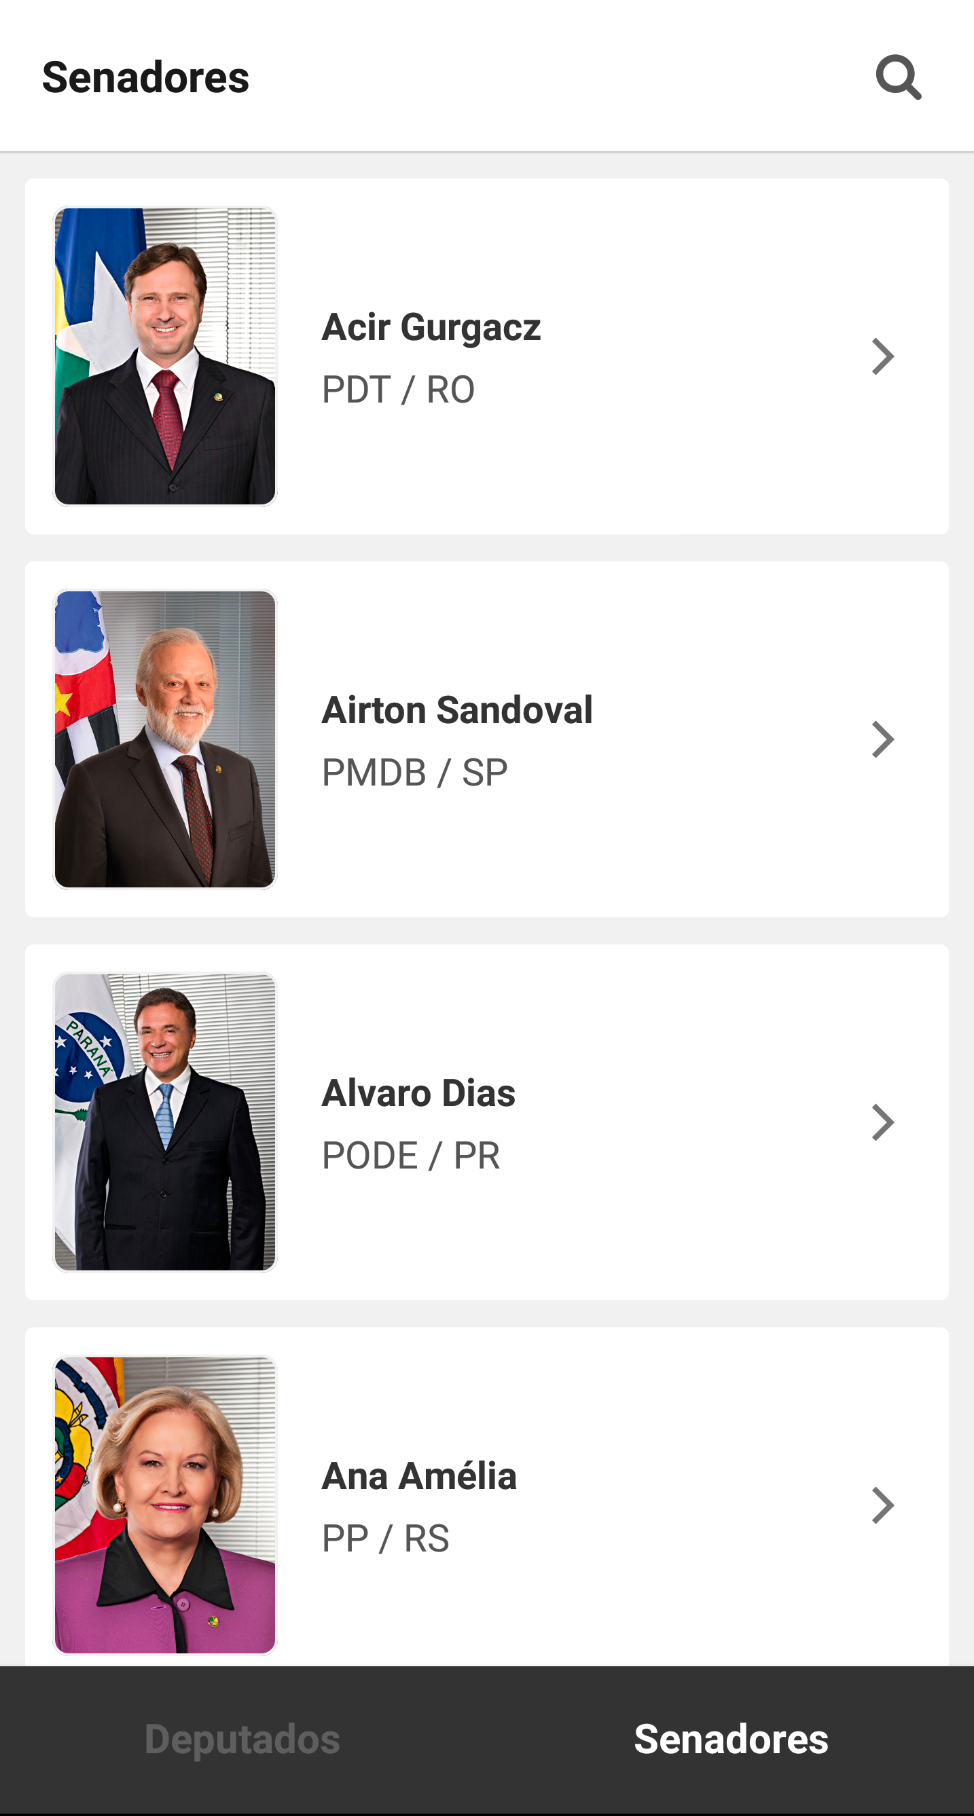 Senadores
Acir Gurgacz
PDT / RO
Airton Sandoval
PMDB / SP
PARANÁ
Alvaro Dias
PODE / PR
Ana Amélia
PP / RS
Deputados
Senadores